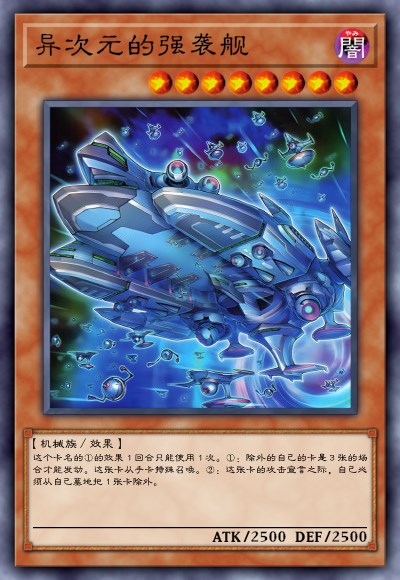 异次元的强袭舰
やみ
闇
【机械族／效果】
这个卡名的①的效果1回合只能使用1次。①：除外的自己的卡是3张的场
合才能发动。这张卡从手卡特殊召唤。②：这张卡的攻击宣言之际，自己必
须从自己墓地把1张卡除外。
ATK/2500 DEF/2500